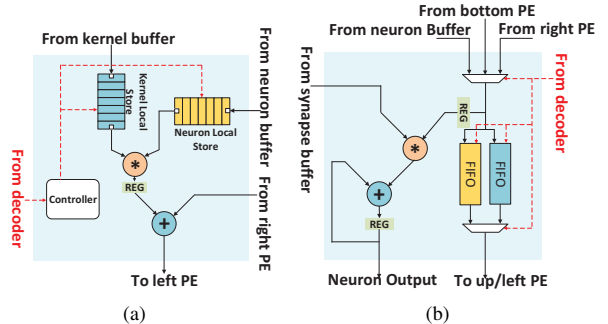 From kernel buffer
Kernel Local
Store
Neuron Local
Store
From neuron buffer
*
REG
Controller
From decoder
+
From right PE
To left PE
(a)
From bottom PE
From neuron Buffer
From right PE
From synapse buffer
From decoder
REG
*
FIFO
FIFO
+
REG
Neuron Output
To up/left PE
(b)